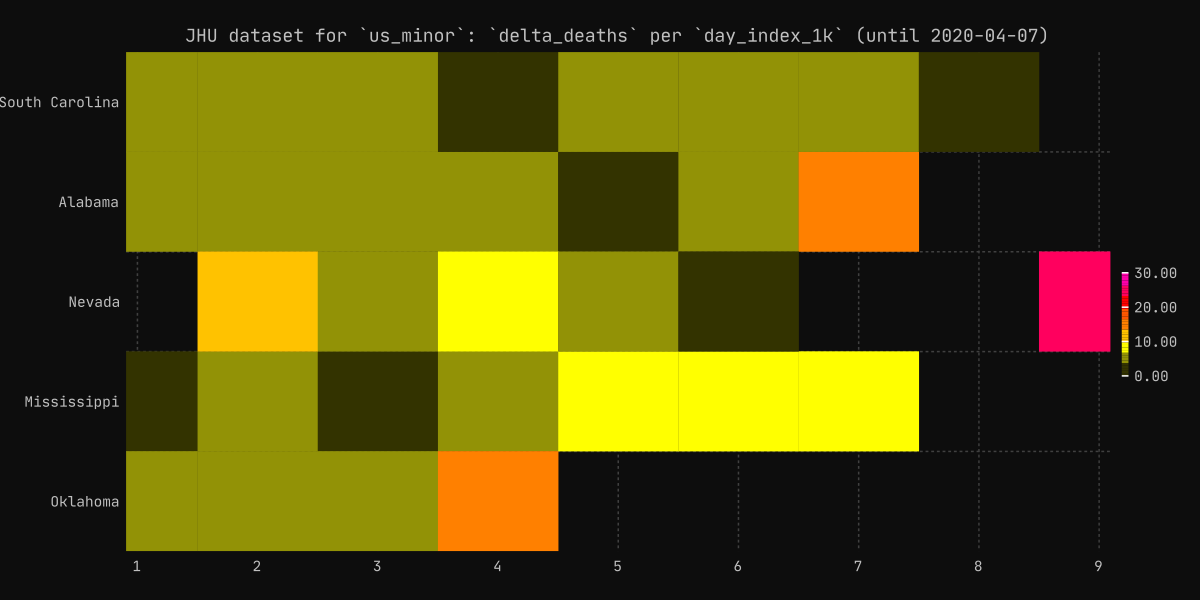 JHU dataset for `us_minor`: `delta_deaths` per `day_index_1k` (until 2020-04-07)
South Carolina
Alabama
Nevada
Mississippi
Oklahoma
30.00
20.00
10.00
0.00
1 2 3 4 5 6 7 8 9